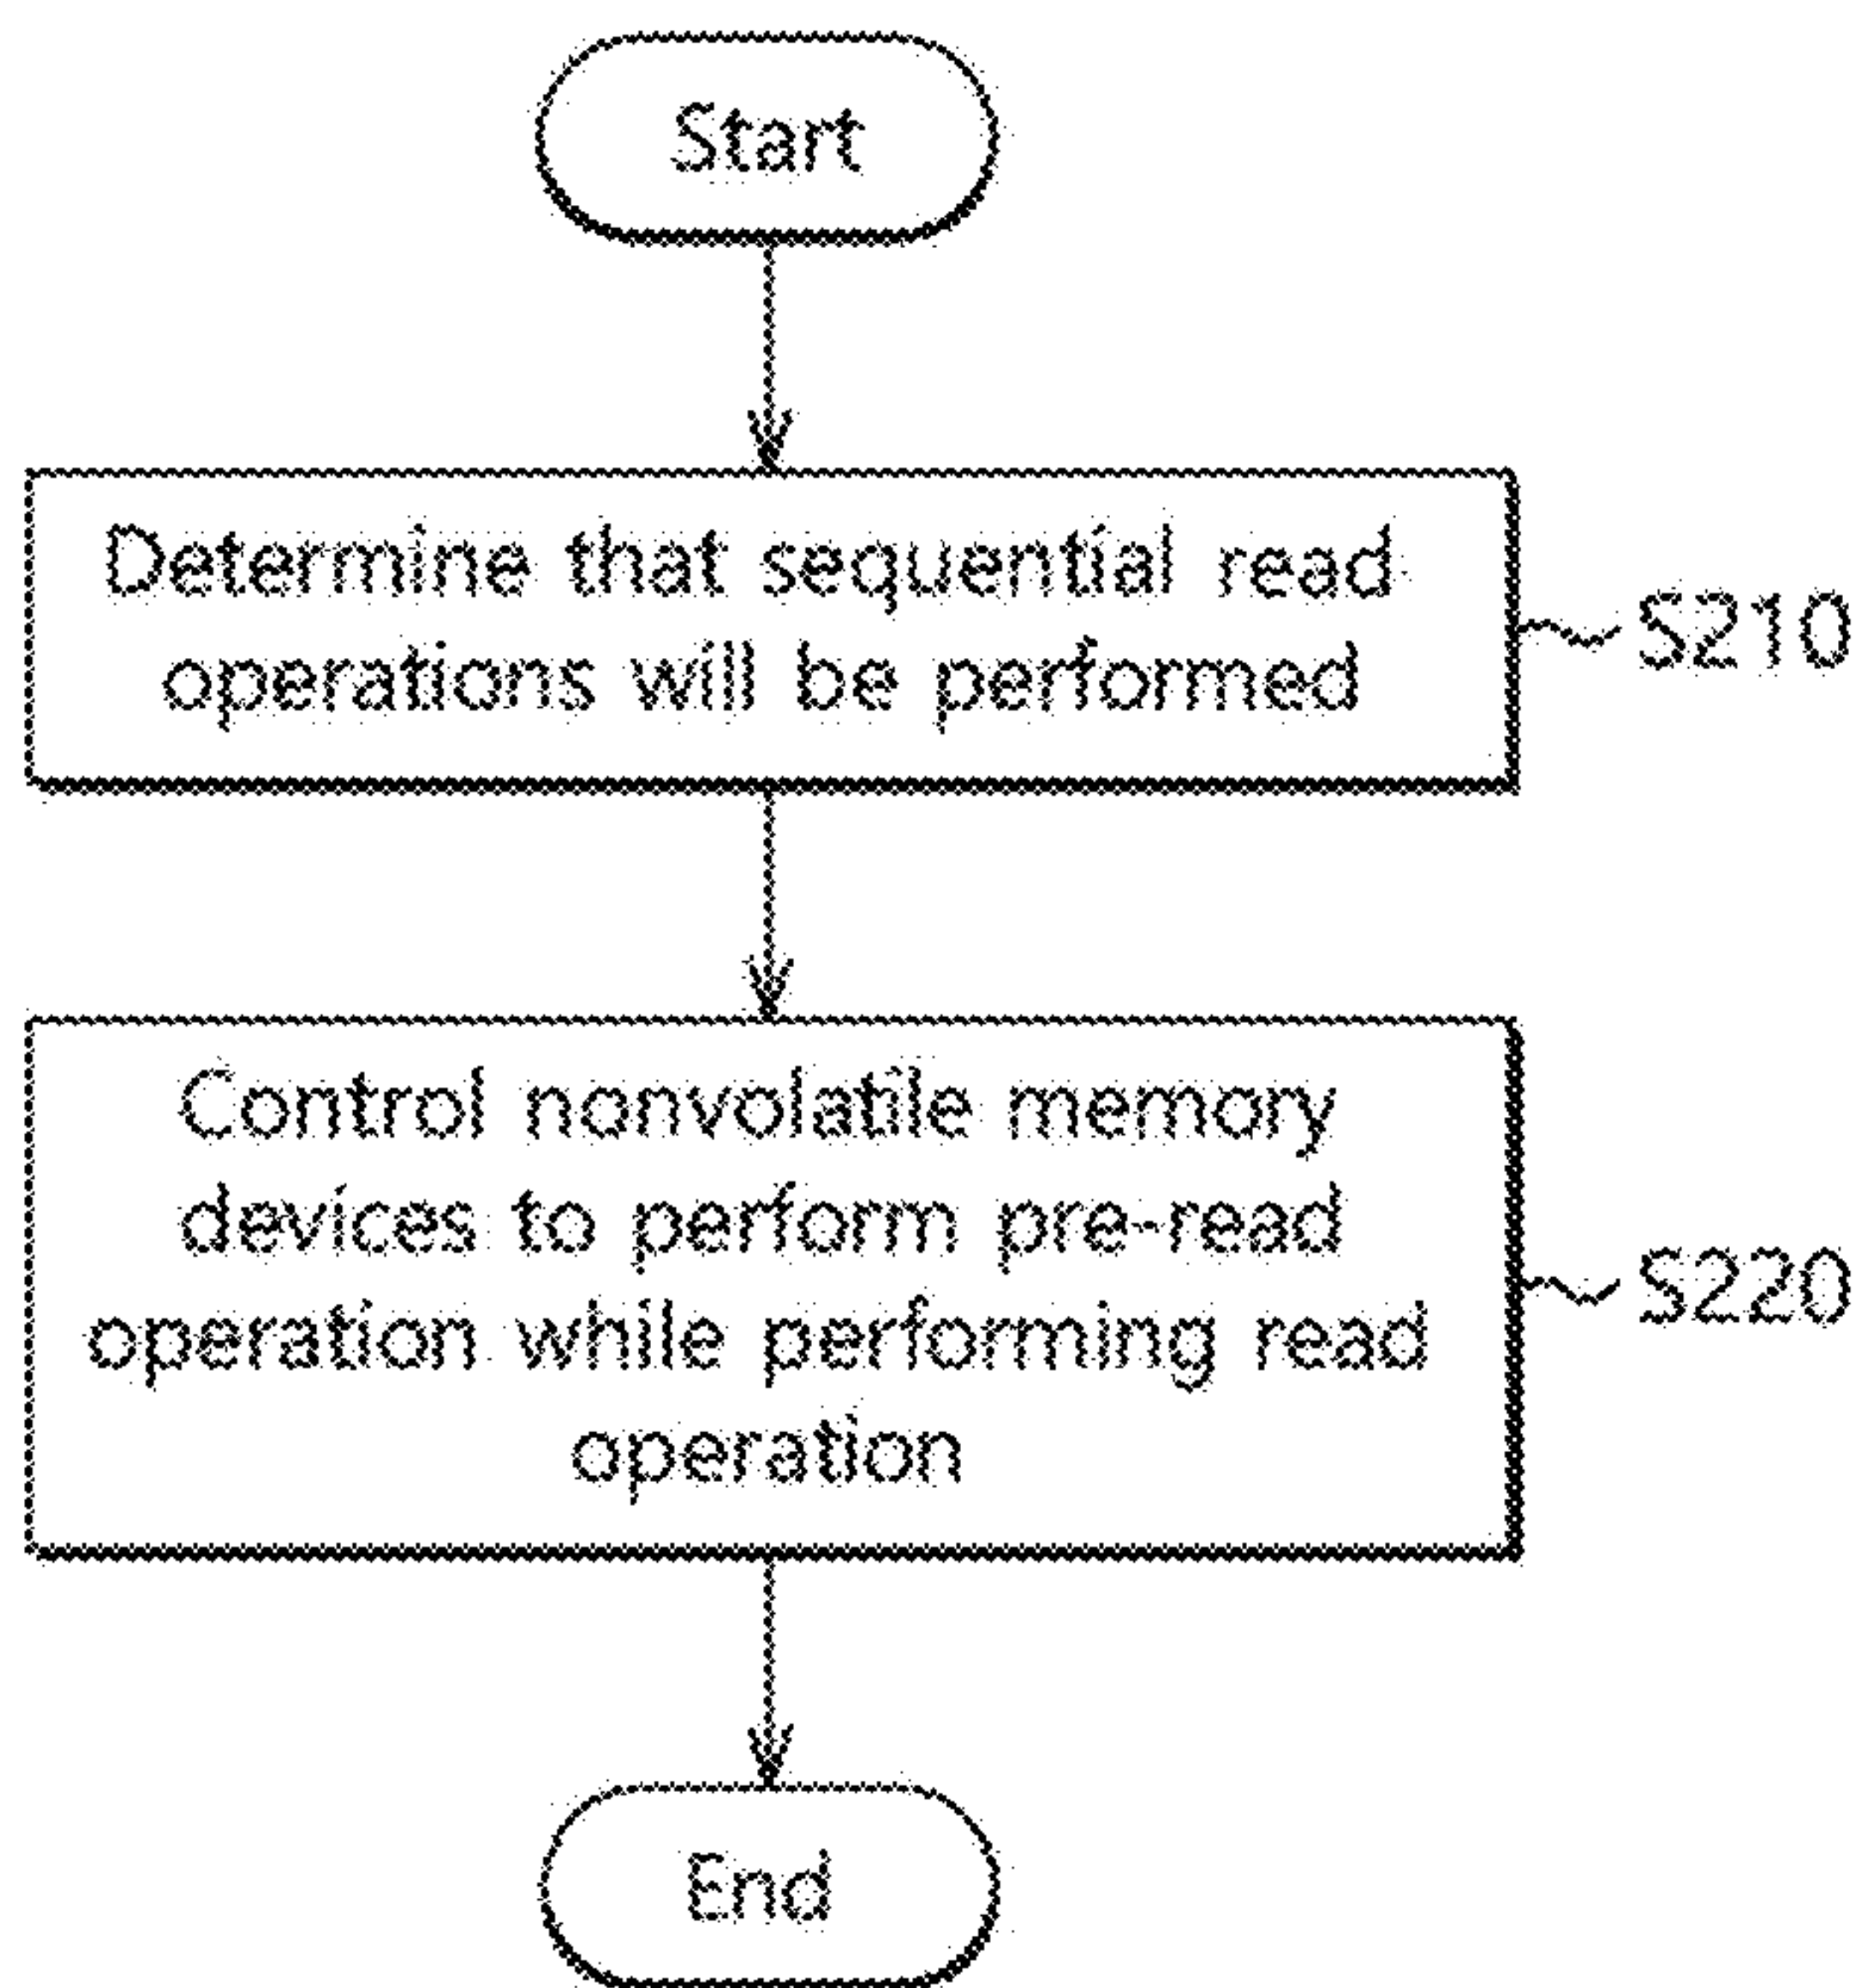 Start
Determine that sequential read
operations will be performed
S210
Control nonvolatile memory
devices to perform pre-read
operation while performing read
operation
S220
End